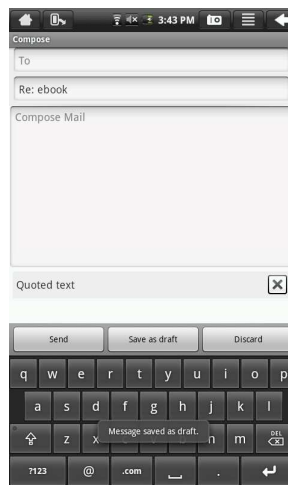 3:43 PM
Compose
To
Re: ebook
Compose Mail
Quoted text
Send Save as draft Discard
q w e r t y u i o p
a s d f g h j k l
Message saved as draft.
z x n m DEL
?123 @ .com .